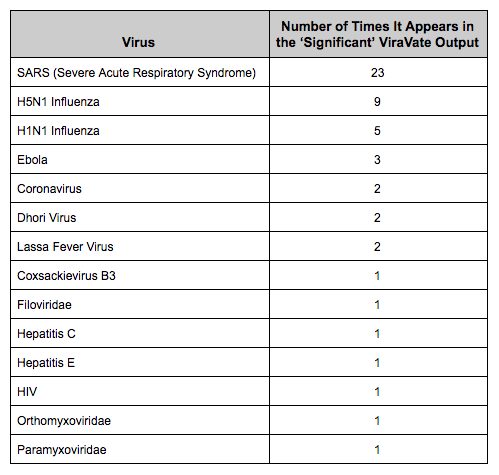 Virus
Number of Times It Appears in
the ‘Significant’ ViraVate Output
SARS (Severe Acute Respiratory Syndrome) 23
H5N1 Influenza 9
H1N1 Influenza 5
Ebola 3
Coronavirus 2
Dhori Virus 2
Lassa Fever Virus 2
Coxsackievirus B3 1
Filoviridae 1
Hepatitis C 1
Hepatitis E 1
HIV 1
Orthomyxoviridae 1
Paramyxoviridae 1